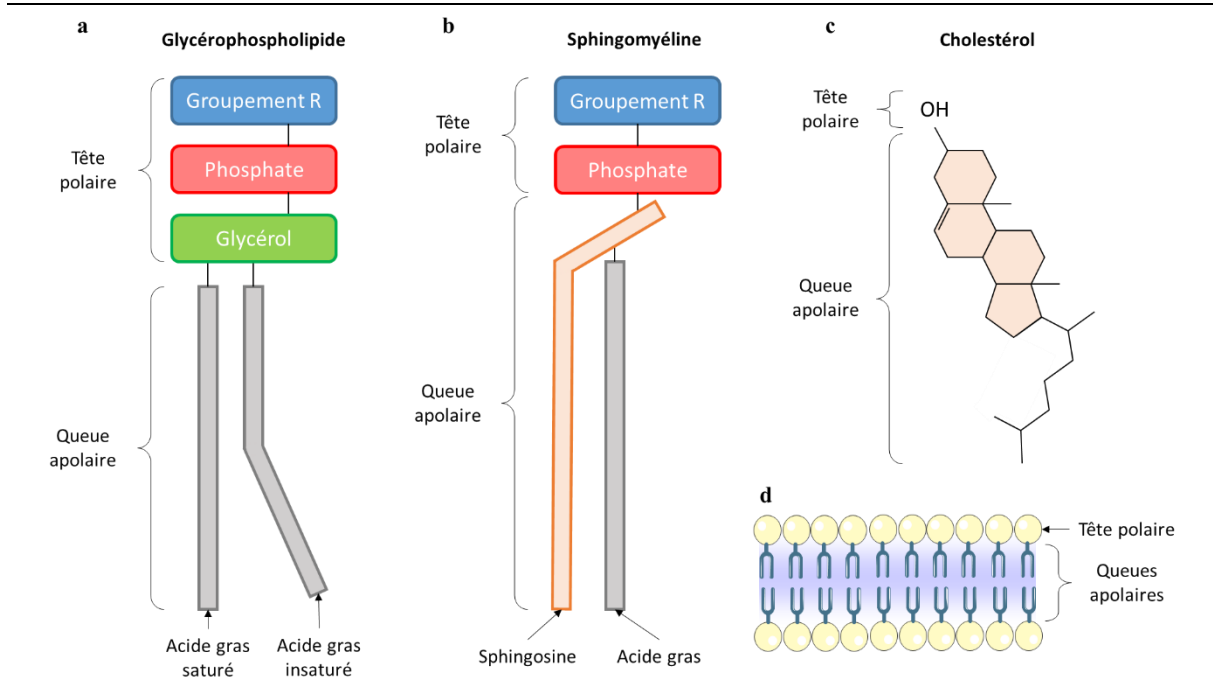 a
Glycérophospholipide
Groupement R
Phosphate
Glycérol
Tête
polaire
Queue
apolaire
Acide gras
saturé
Acide gras
insaturé
b
Sphingomyéline
Groupement R
Phosphate
Tête
polaire
Queue
apolaire
Sphingosine
Acide gras
c
Cholestérol
Tête
polaire
OH
Queue
apolaire
d
Tête polaire
Queues
apolaires